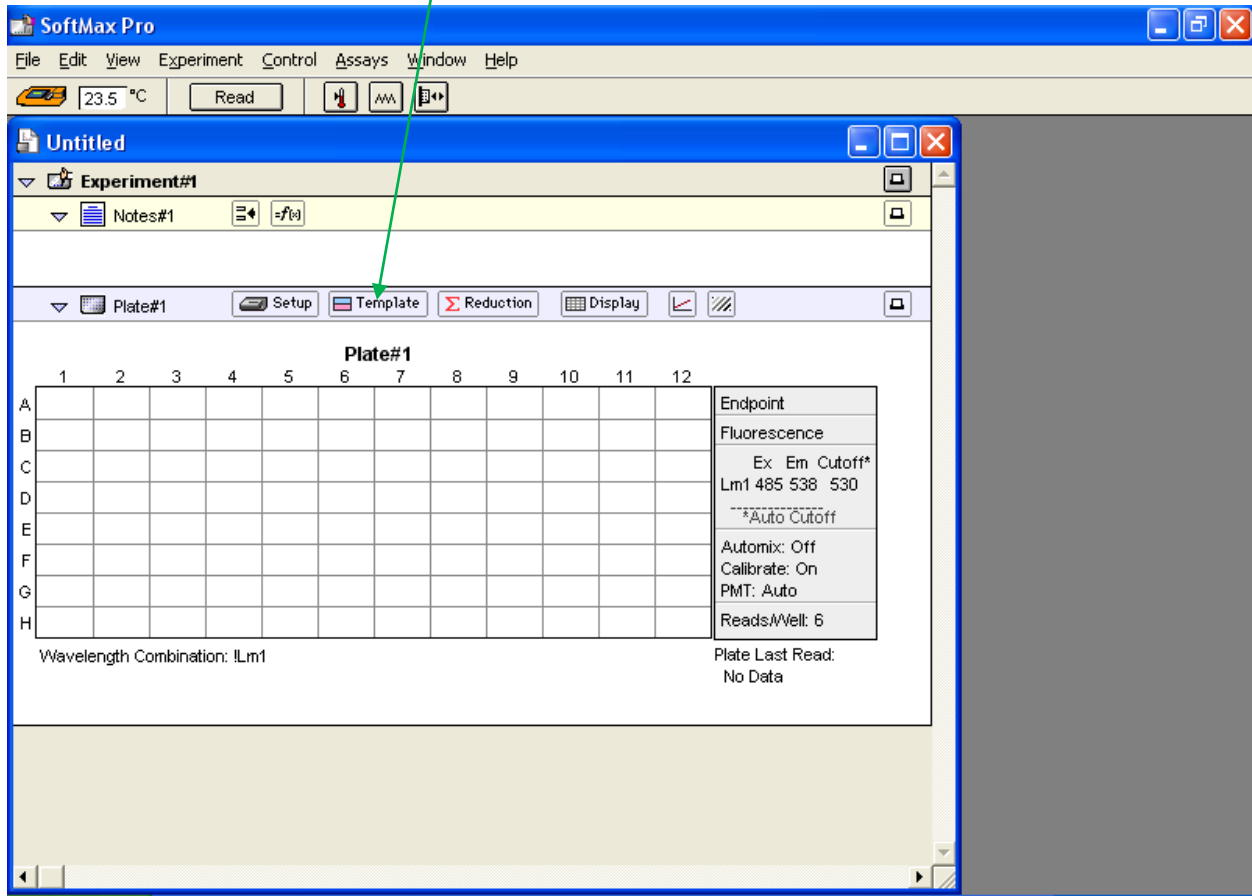 SoftMax Pro
File Edit View Experiment Control Assays Window Help
23.5 °C Read
Untitled
Experiment#1
Notes#1 =f(x)
Plate#1 Setup Template Reduction Display
Plate#1
1 2 3 4 5 6 7 8 9 10 11 12
A
B
C
D
E
F
G
H
Endpoint
Fluorescence
Ex Em Cutoff*
Lm1 485 538 530
*Auto Cutoff
Automix: Off
Calibrate: On
PMT: Auto
Reads/Well: 6
Wavelength Combination: !Lm1
Plate Last Read:
No Data